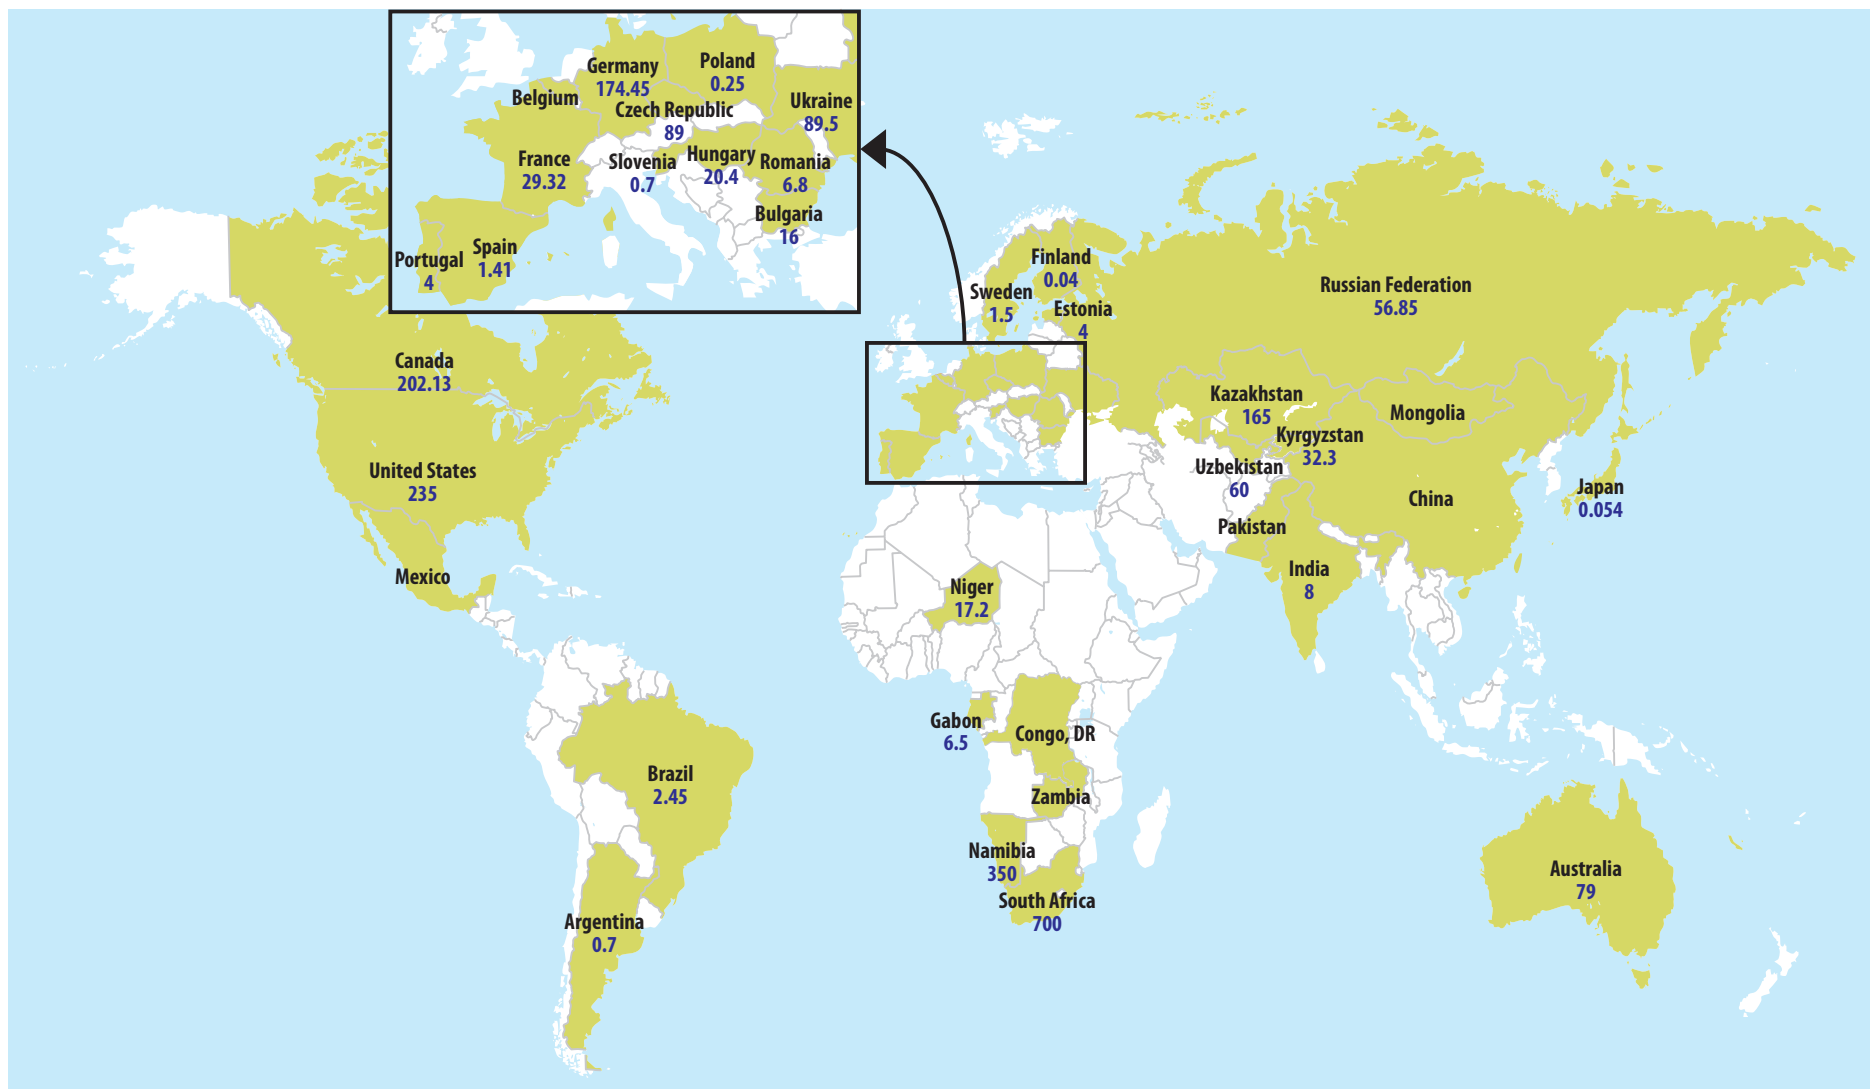 Germany
174.45
Poland
0.25
Belgium
Czech Republic
89
Ukraine
89.5
France
29.32
Slovenia
0.7
Hungary
20.4
Romania
6.8
Bulgaria
16
Portugal
4
Spain
1.41
Finland
0.04
Sweden
1.5
Estonia
4
Russian Federation
56.85
Canada
202.13
Kazakhstan
165
Mongolia
Kyrgyzstan
32.3
United States
235
Uzbekistan
60
China
Japan
0.054
Pakistan
Mexico
India
8
Niger
17.2
Gabon
6.5
Congo, DR
Brazil
2.45
Zambia
Namibia
350
South Africa
700
Australia
79
Argentina
0.7